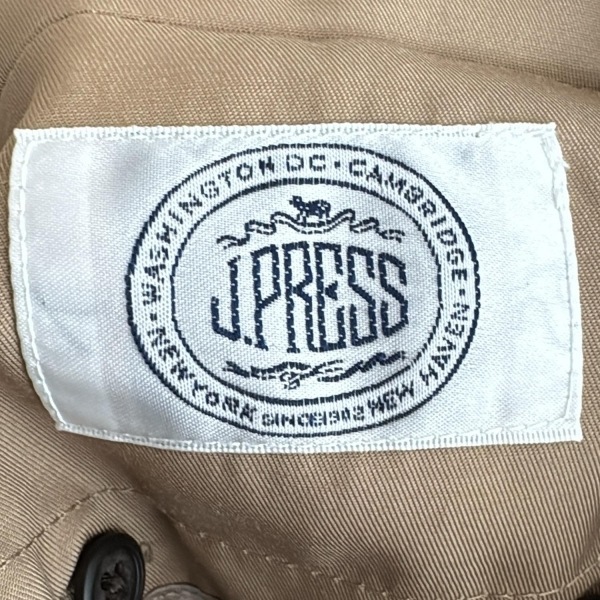 WASHINGTON DC · CAMBRIDGE ·
J.PRESS
NEW YORK SINCE 1902 NEW HAVEN